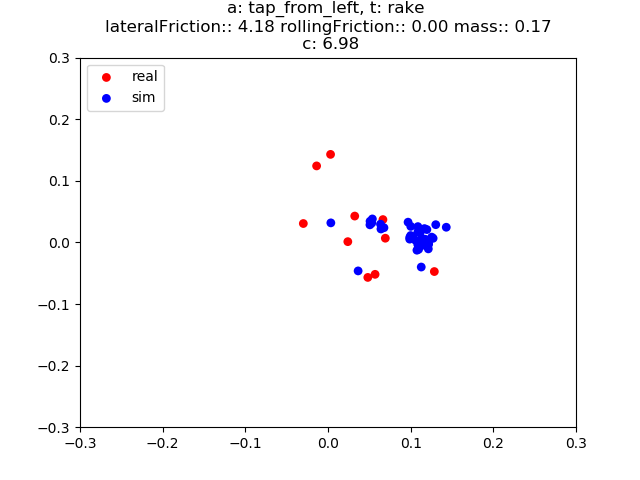 a: tap_from_left, t: rake
lateralFriction:: 4.18 rollingFriction:: 0.00 mass:: 0.17
c: 6.98
real
sim
0.3
0.2
0.1
0.0
−0.1
−0.2
−0.3
−0.3
−0.2
−0.1
0.0
0.1
0.2
0.3